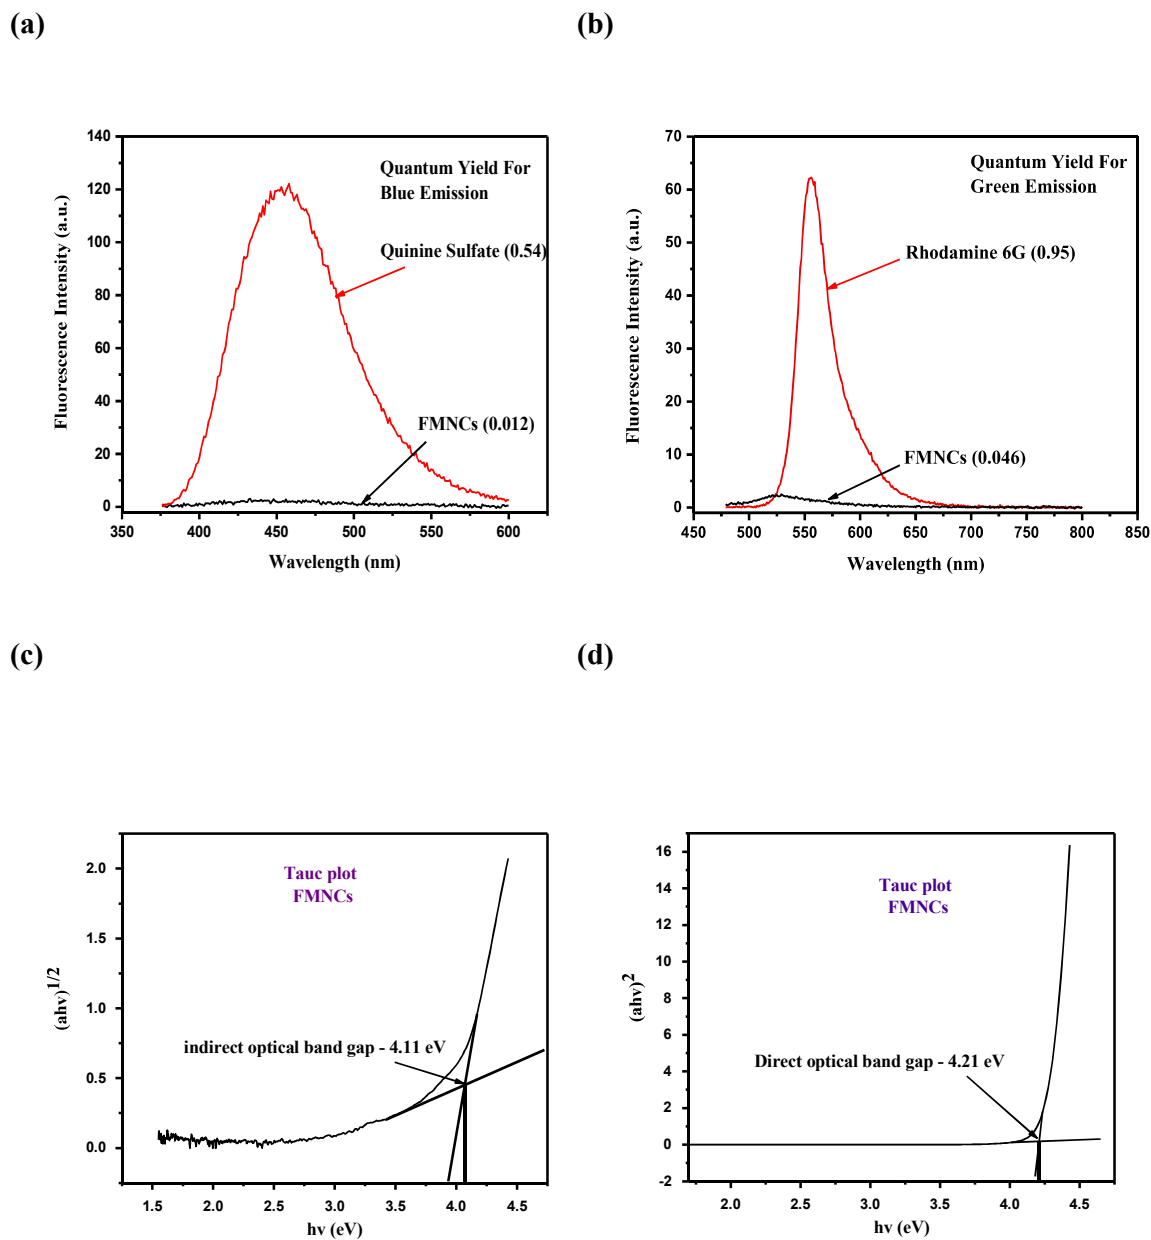 (a)
140
120
100
80
60
40
20
0
Fluorescence Intensity (a.u.)
Quantum Yield For
Blue Emission
Quinine Sulfate (0.54)
FMNCs (0.012)
350 400 450 500 550 600
Wavelength (nm)
(b)
70
60
50
40
30
20
10
0
Fluorescence Intensity (a.u.)
Quantum Yield For
Green Emission
Rhodamine 6G (0.95)
FMNCs (0.046)
450 500 550 600 650 700 750 800 850
Wavelength (nm)
(c)
2.0
1.5
1.0
0.5
0.0
(ahv)1/2
Tauc plot
FMNCs
indirect optical band gap - 4.11 eV
1.5 2.0 2.5 3.0 3.5 4.0 4.5
hv (eV)
(d)
16
14
12
10
8
6
4
2
0
-2
(ahv)2
Tauc plot
FMNCs
Direct optical band gap - 4.21 eV
2.0 2.5 3.0 3.5 4.0 4.5
hv (eV)